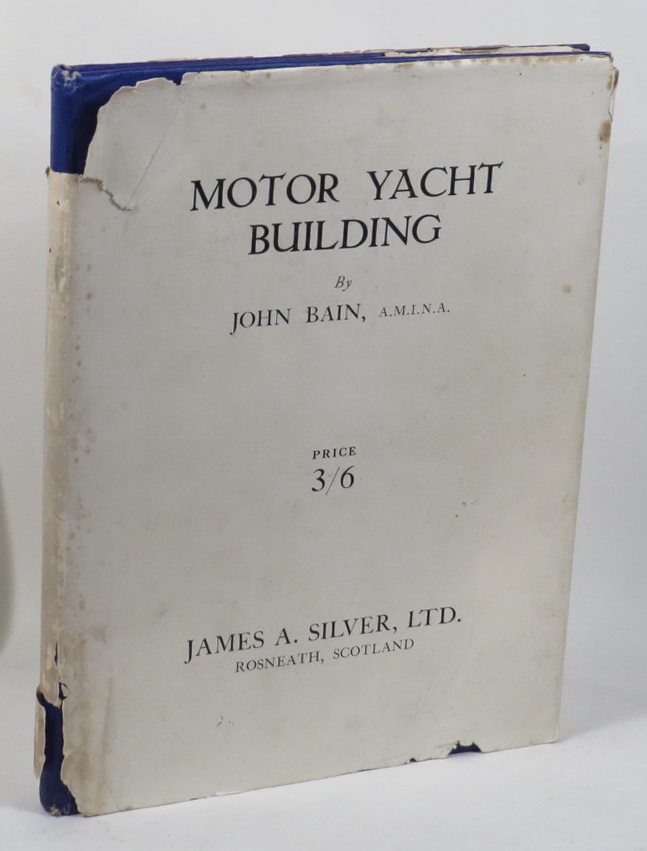 MOTOR YACHT
BUILDING
By
JOHN BAIN, A.M.I.N.A.
PRICE
3/6
JAMES A. SILVER, LTD.
ROSNEATH, SCOTLAND